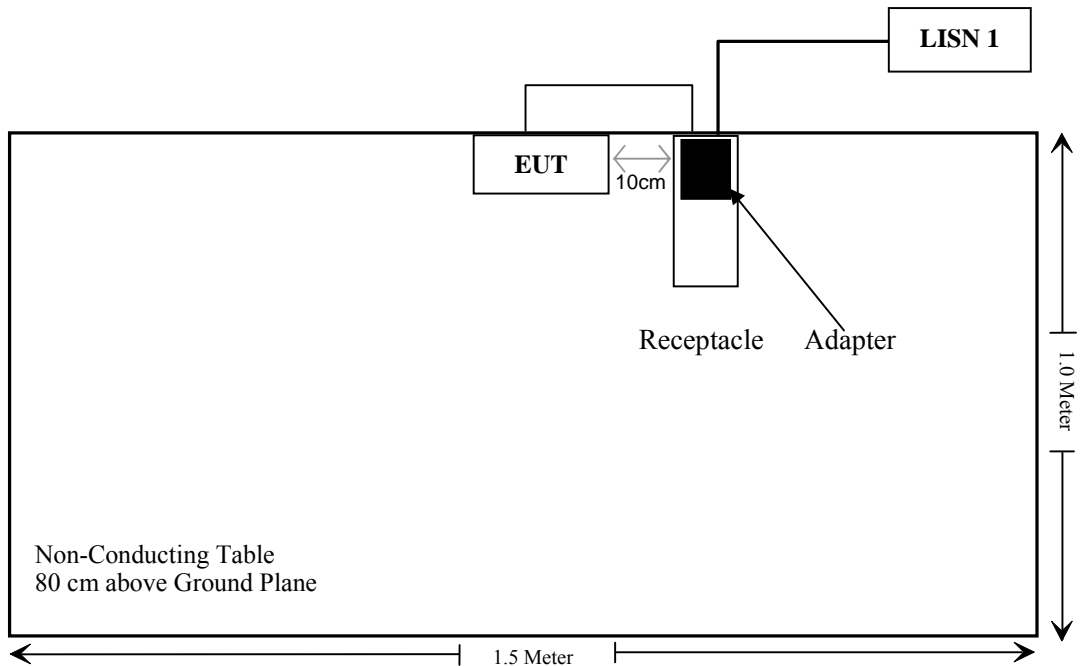 LISN 1
EUT
10cm
Receptacle
Adapter
1.0 Meter
Non-Conducting Table
80 cm above Ground Plane
1.5 Meter